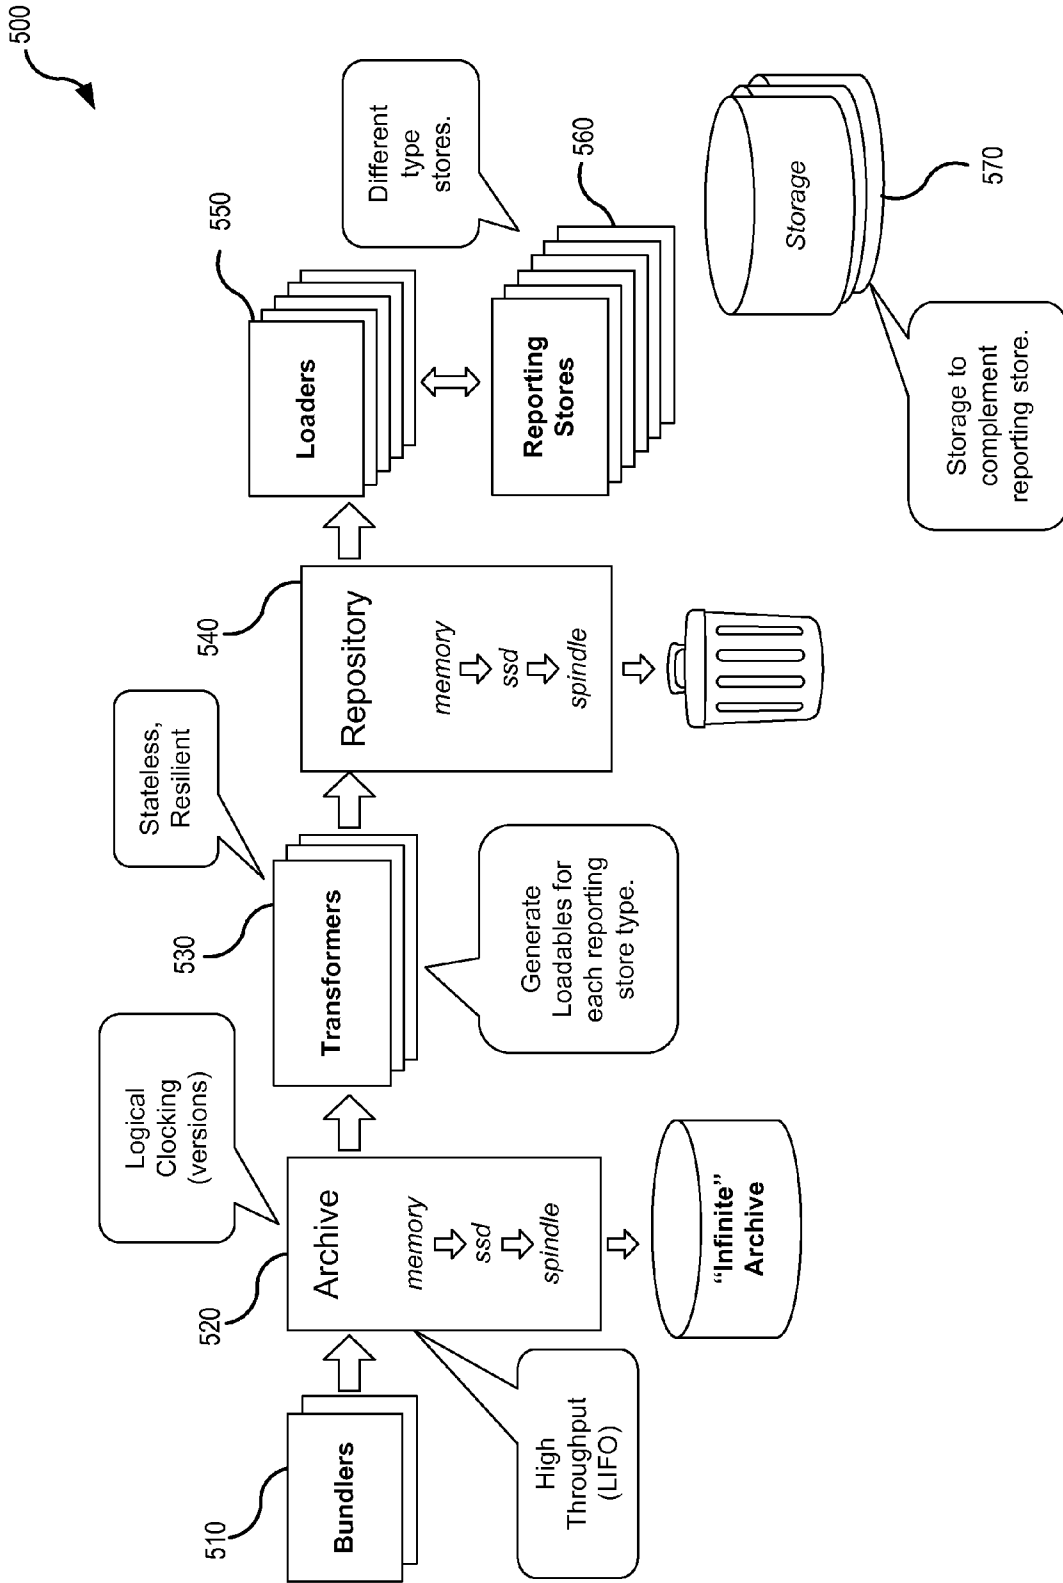 500
510
Bundlers
High
Throughput
(LIFO)
520
Archive
memory
ssd
spindle
Logical
Clocking
(versions)
"Infinite"
Archive
530
Transformers
Stateless,
Resilient
Generate
Loadables for
each reporting
store type.
540
Repository
memory
ssd
spindle
550
Loaders
Different
type
stores.
560
Reporting
Stores
Storage
570
Storage to
complement
reporting store.